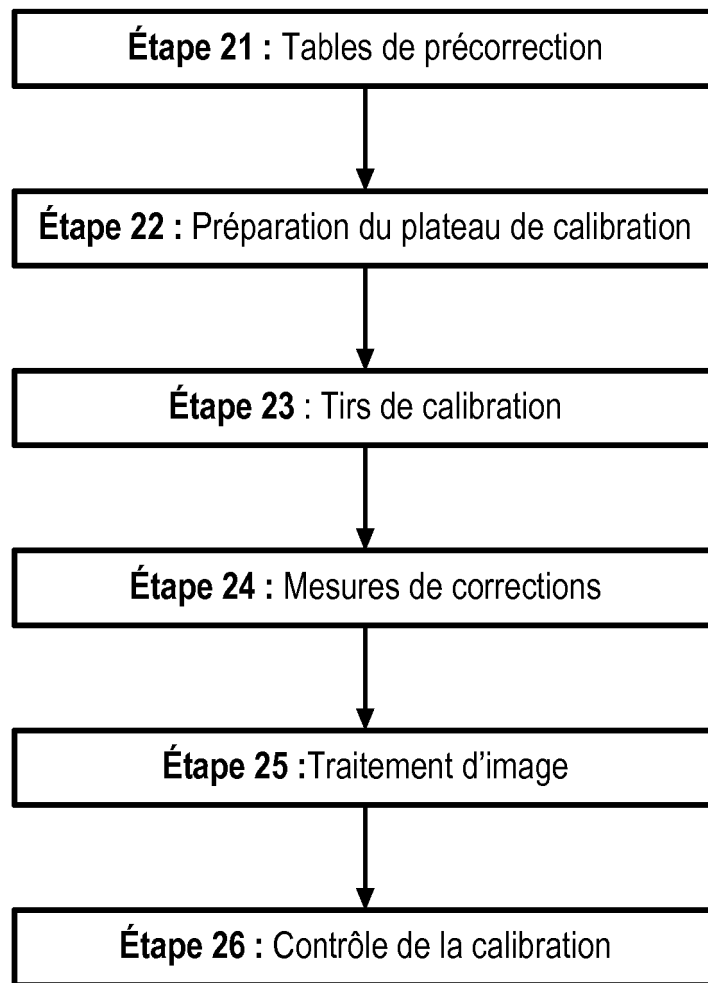 Étape 21 : Tables de précorrection
Étape 22 : Préparation du plateau de calibration
Étape 23 : Tirs de calibration
Étape 24 : Mesures de corrections
Étape 25 :Traitement d’image
Étape 26 : Contrôle de la calibration